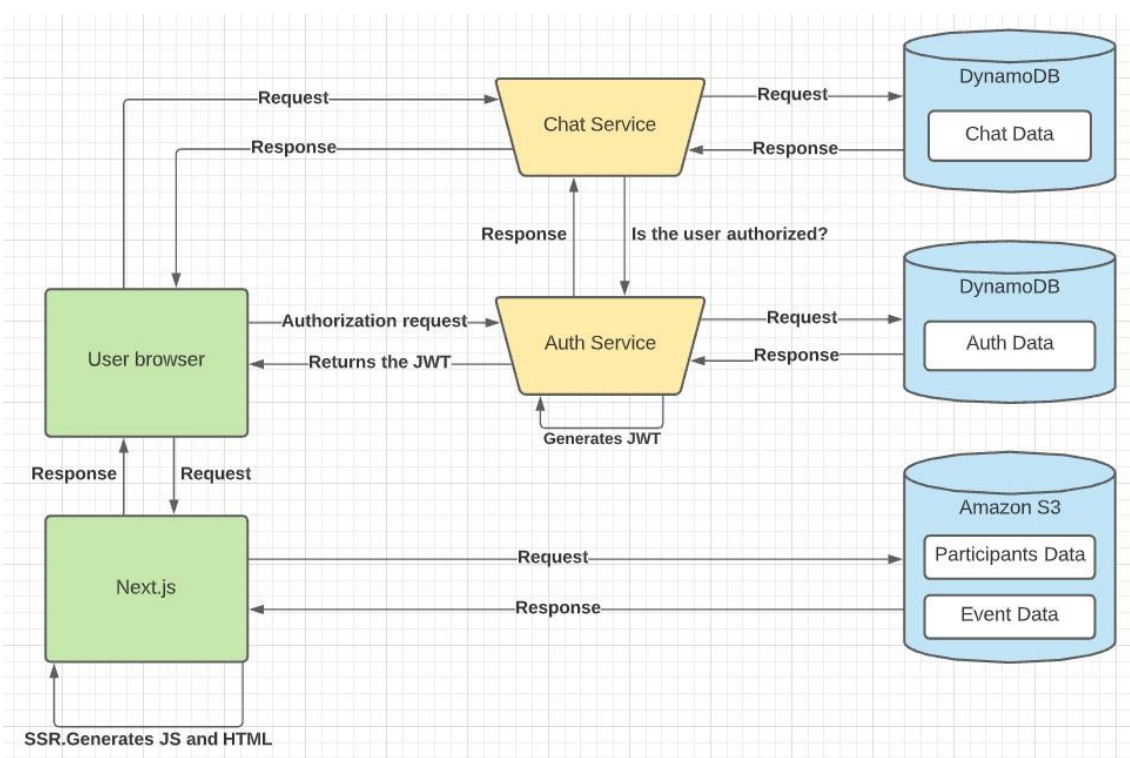 DynamoDB
Request
Request
Chat Service
Chat Data
Response
Response
Response
Is the user authorized?
DynamoDB
Authorization request
Request
User browser
Auth Service
Auth Data
Returns the JWT
Response
Generates JWT
Response
Request
Amazon S3
Participants Data
Request
Next.js
Response
Event Data
SSR.Generates JS and HTML